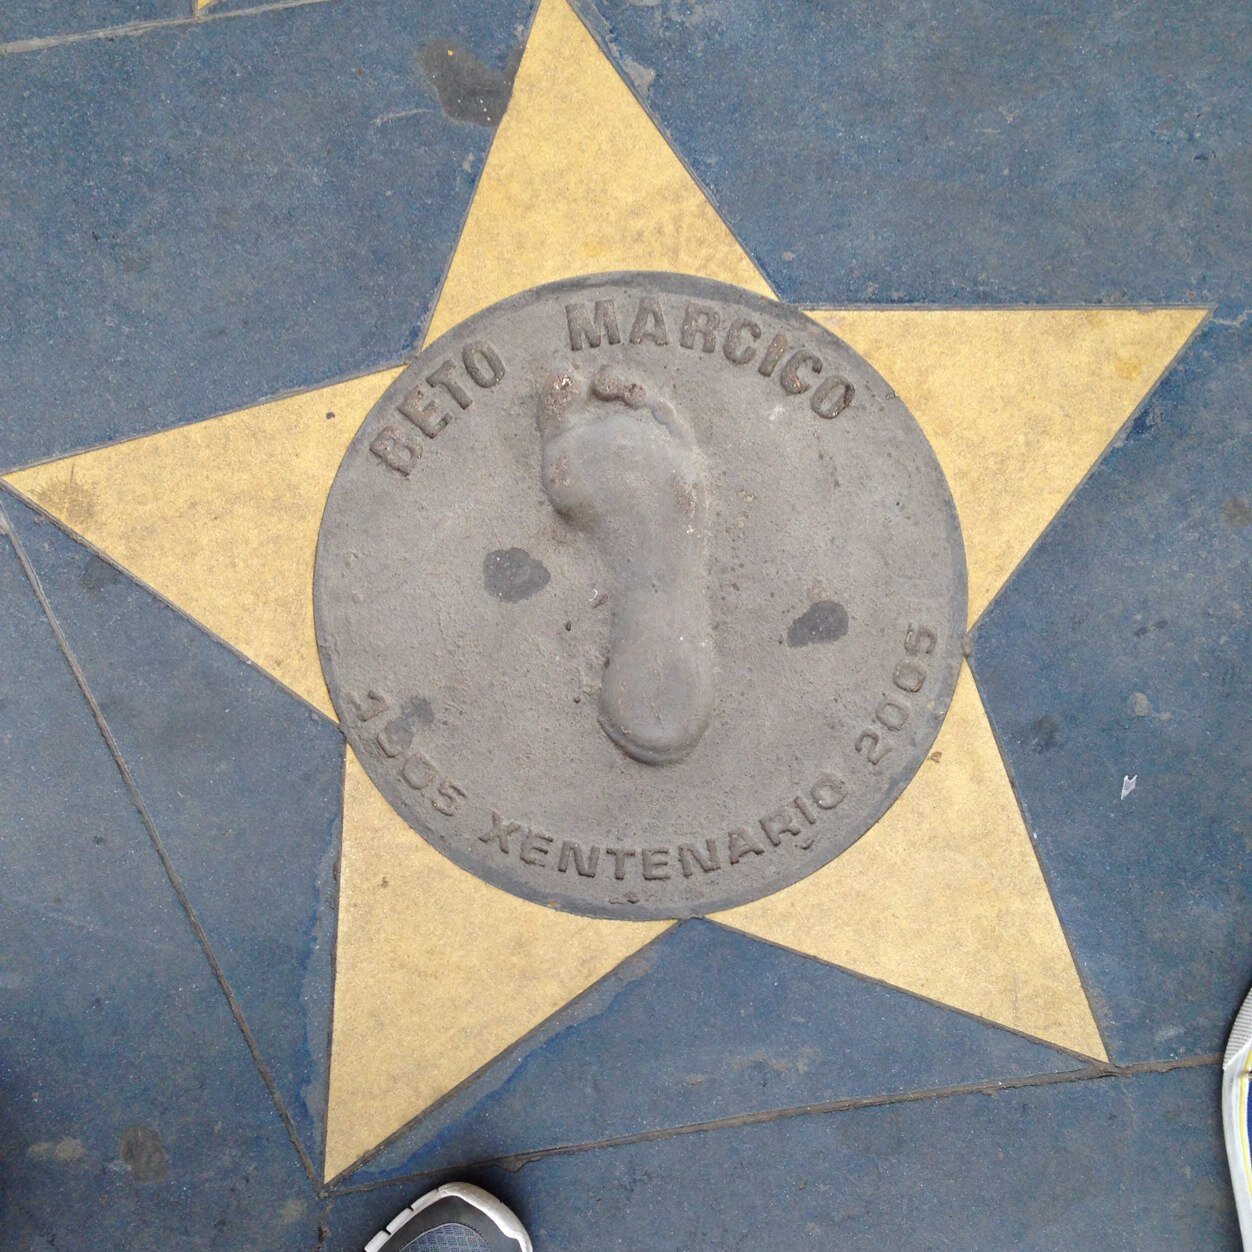 BETO MARCICO
1905 XENTENARIO 2005